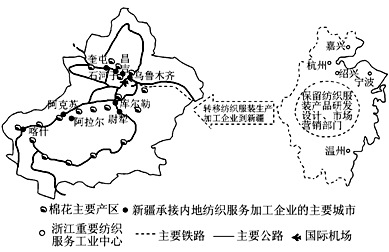 奎屯
昌吉
石河子
乌鲁木齐
阿克苏
库尔勒
阿拉尔
尉犁
喀什
转移纺织服装生产
加工企业到新疆
嘉兴
杭州
绍兴
宁波
保留纺织服
装产品研发
设计、市场
营销部门
温州
棉花主要产区
新疆承接内地纺织服务加工企业的主要城市
浙江重要纺织
服务工业中心
主要铁路
主要公路
国际机场